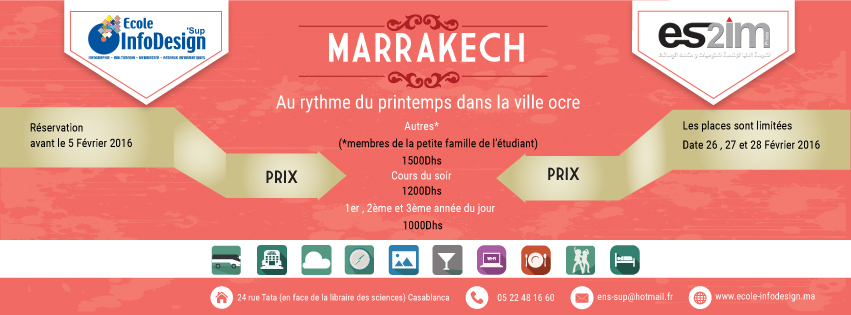 Ecole
InfoDesign'Sup
MARRAKECH
es2im
Au rythme du printemps dans la ville ocre
Réservation
avant le 5 Février 2016
Autres*
(*membres de la petite famille de l'étudiant)
1500Dhs
Cours du soir
1200Dhs
1er , 2ème et 3ème année du jour
1000Dhs
PRIX
PRIX
Les places sont limitées
Date 26 , 27 et 28 Février 2016
WI-FI
24 rue Tata (en face de la libraire des sciences) Casablanca
05 22 48 16 60
ens-sup@hotmail.fr
www.ecole-infodesign.ma